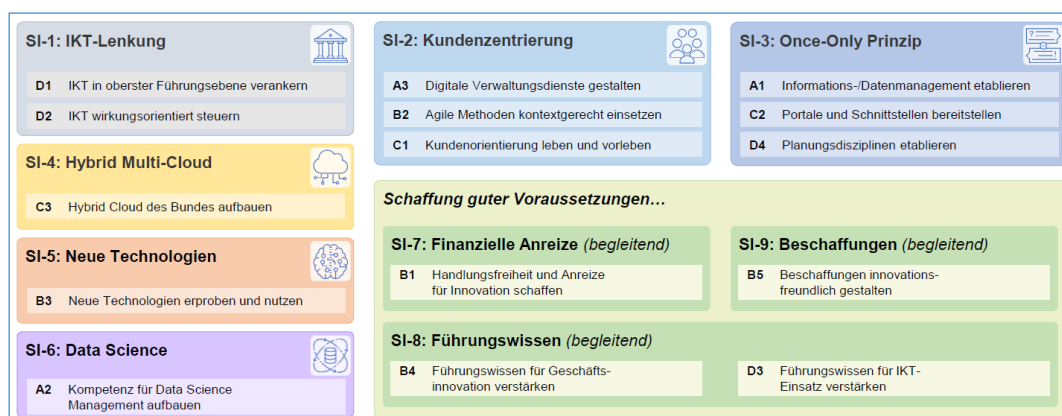 SI-1: IKT-Lenkung
D1 IKT in oberster Führungsebene verankern
D2 IKT wirkungsorientiert steuern
SI-2: Kundenzentrierung
A3 Digitale Verwaltungsdienste gestalten
B2 Agile Methoden kontextgerecht einsetzen
C1 Kundenorientierung leben und vorleben
SI-3: Once-Only Prinzip
A1 Informations-/Datenmanagement etablieren
C2 Portale und Schnittstellen bereitstellen
D4 Planungsdisziplinen etablieren
SI-4: Hybrid Multi-Cloud
C3 Hybrid Cloud des Bundes aufbauen
SI-5: Neue Technologien
B3 Neue Technologien erproben und nutzen
SI-6: Data Science
A2 Kompetenz für Data Science
Management aufbauen
Schaffung guter Voraussetzungen…
SI-7: Finanzielle Anreize (begleitend)
B1 Handlungsfreiheit und Anreize
für Innovation schaffen
SI-9: Beschaffungen (begleitend)
B5 Beschaffungen innovations-
freundlich gestalten
SI-8: Führungswissen (begleitend)
B4 Führungswissen für Geschäfts-
innovation verstärken
D3 Führungswissen für IKT-
Einsatz verstärken